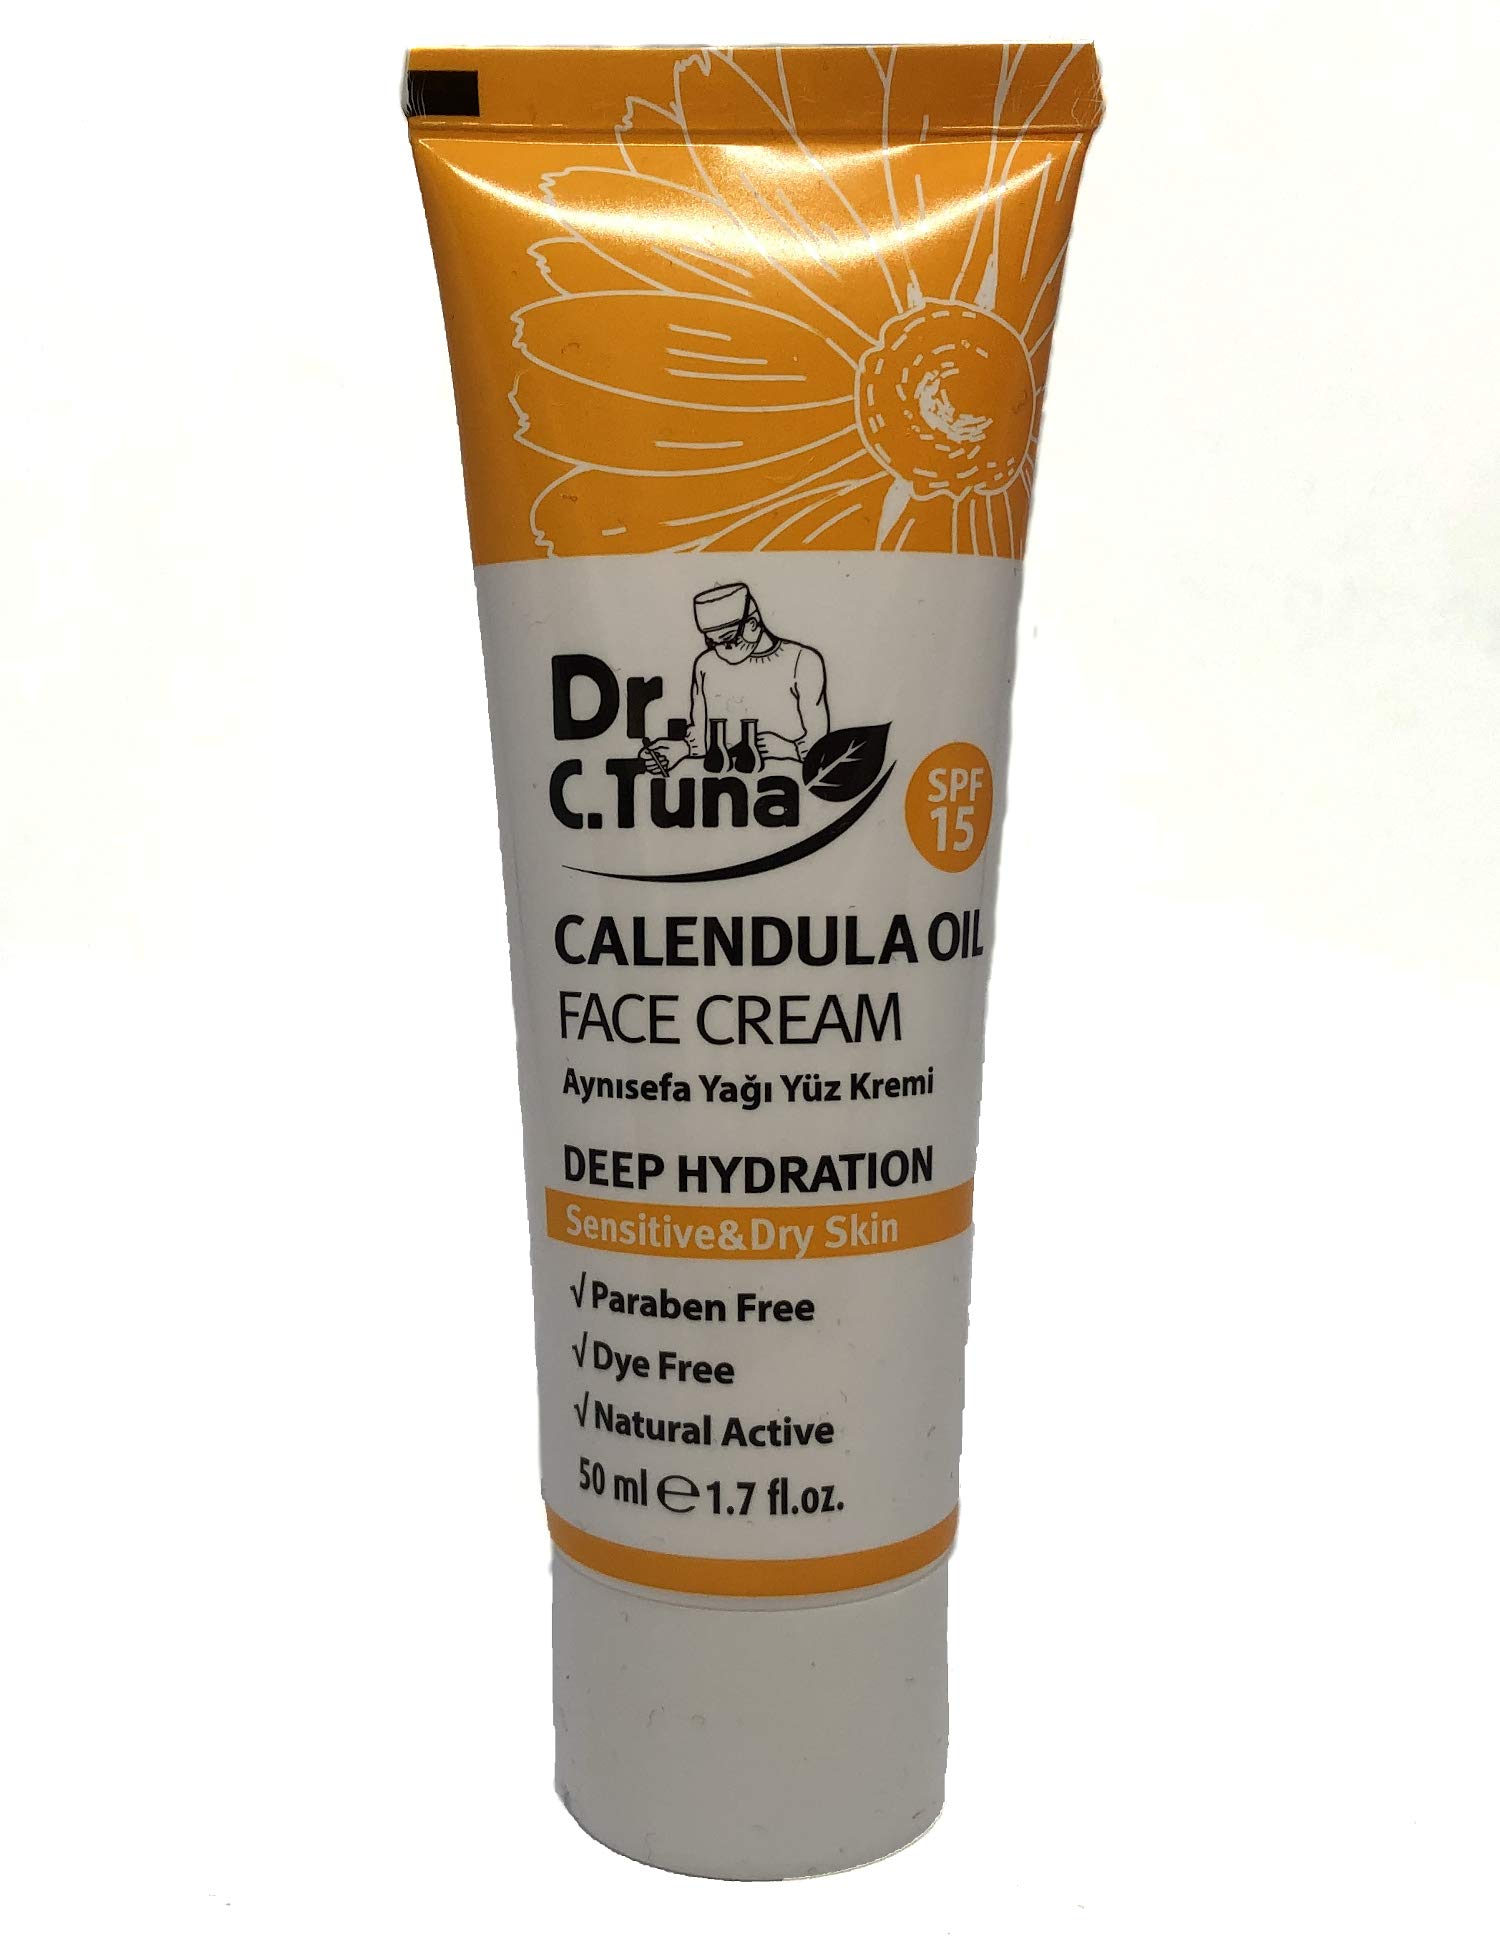 Dr.
C.Tuna
SPF
15
CALENDULA OIL
FACE CREAM
Aynısefa Yağı Yüz Kremi
DEEP HYDRATION
Sensitive&Dry Skin
√Paraben Free
√Dye Free
√Natural Active
50 ml ℮ 1.7 fl.oz.